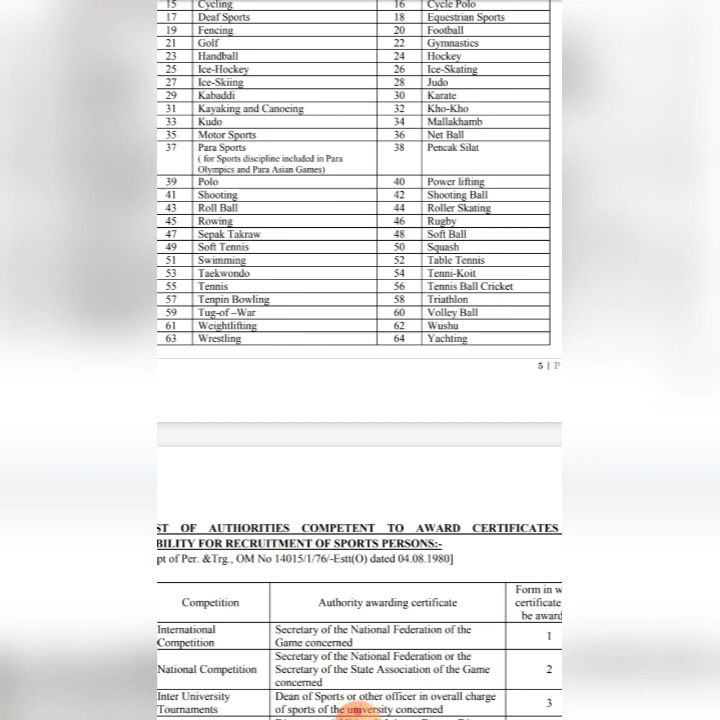 15 Cycling 16 Cycle Polo
17 Deaf Sports 18 Equestrian Sports
19 Fencing 20 Football
21 Golf 22 Gymnastics
23 Handball 24 Hockey
25 Ice-Hockey 26 Ice-Skating
27 Ice-Skiing 28 Judo
29 Kabaddi 30 Karate
31 Kayaking and Canoeing 32 Kho-Kho
33 Kudo 34 Mallakhamb
35 Motor Sports 36 Net Ball
37 Para Sports 38 Pencak Silat
( for Sports discipline included in Para
Olympics and Para Asian Games)
39 Polo 40 Power lifting
41 Shooting 42 Shooting Ball
43 Roll Ball 44 Roller Skating
45 Rowing 46 Rugby
47 Sepak Takraw 48 Soft Ball
49 Soft Tennis 50 Squash
51 Swimming 52 Table Tennis
53 Taekwondo 54 Tenni-Koit
55 Tennis 56 Tennis Ball Cricket
57 Tenpin Bowling 58 Triathlon
59 Tug-of –War 60 Volley Ball
61 Weightlifting 62 Wushu
63 Wrestling 64 Yachting
5 | P
ST OF AUTHORITIES COMPETENT TO AWARD CERTIFICATES
BILITY FOR RECRUITMENT OF SPORTS PERSONS:-
pt of Per. &Trg., OM No 14015/1/76/-Estt(O) dated 04.08.1980]
Competition Authority awarding certificate Form in w
certificate
be award
International Competition Secretary of the National Federation of the
Game concerned 1
National Competition Secretary of the National Federation or the
Secretary of the State Association of the Game
concerned 2
Inter University Tournaments Dean of Sports or other officer in overall charge
of sports of the university concerned 3